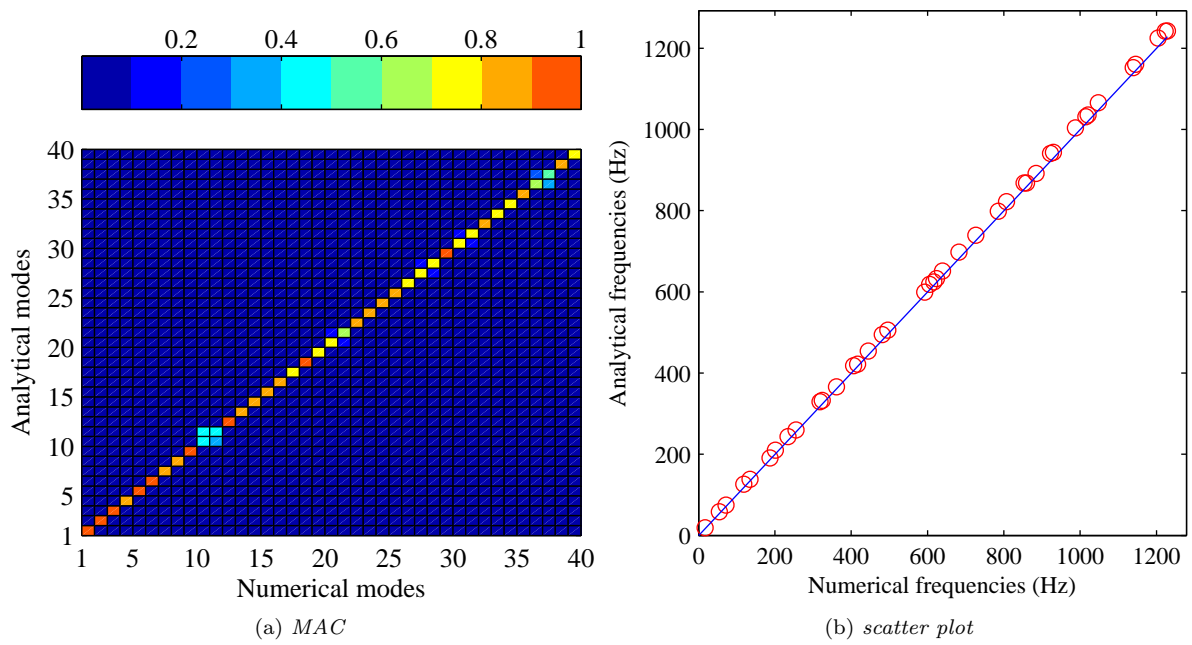 0.2 0.4 0.6 0.8 1
40
35
30
25
20
15
10
5
1
Analytical modes
1 5 10 15 20 25 30 35 40
Numerical modes
(a) MAC
1200
1000
800
600
400
200
0
Analytical frequencies (Hz)
0 200 400 600 800 1000 1200
Numerical frequencies (Hz)
(b) scatter plot